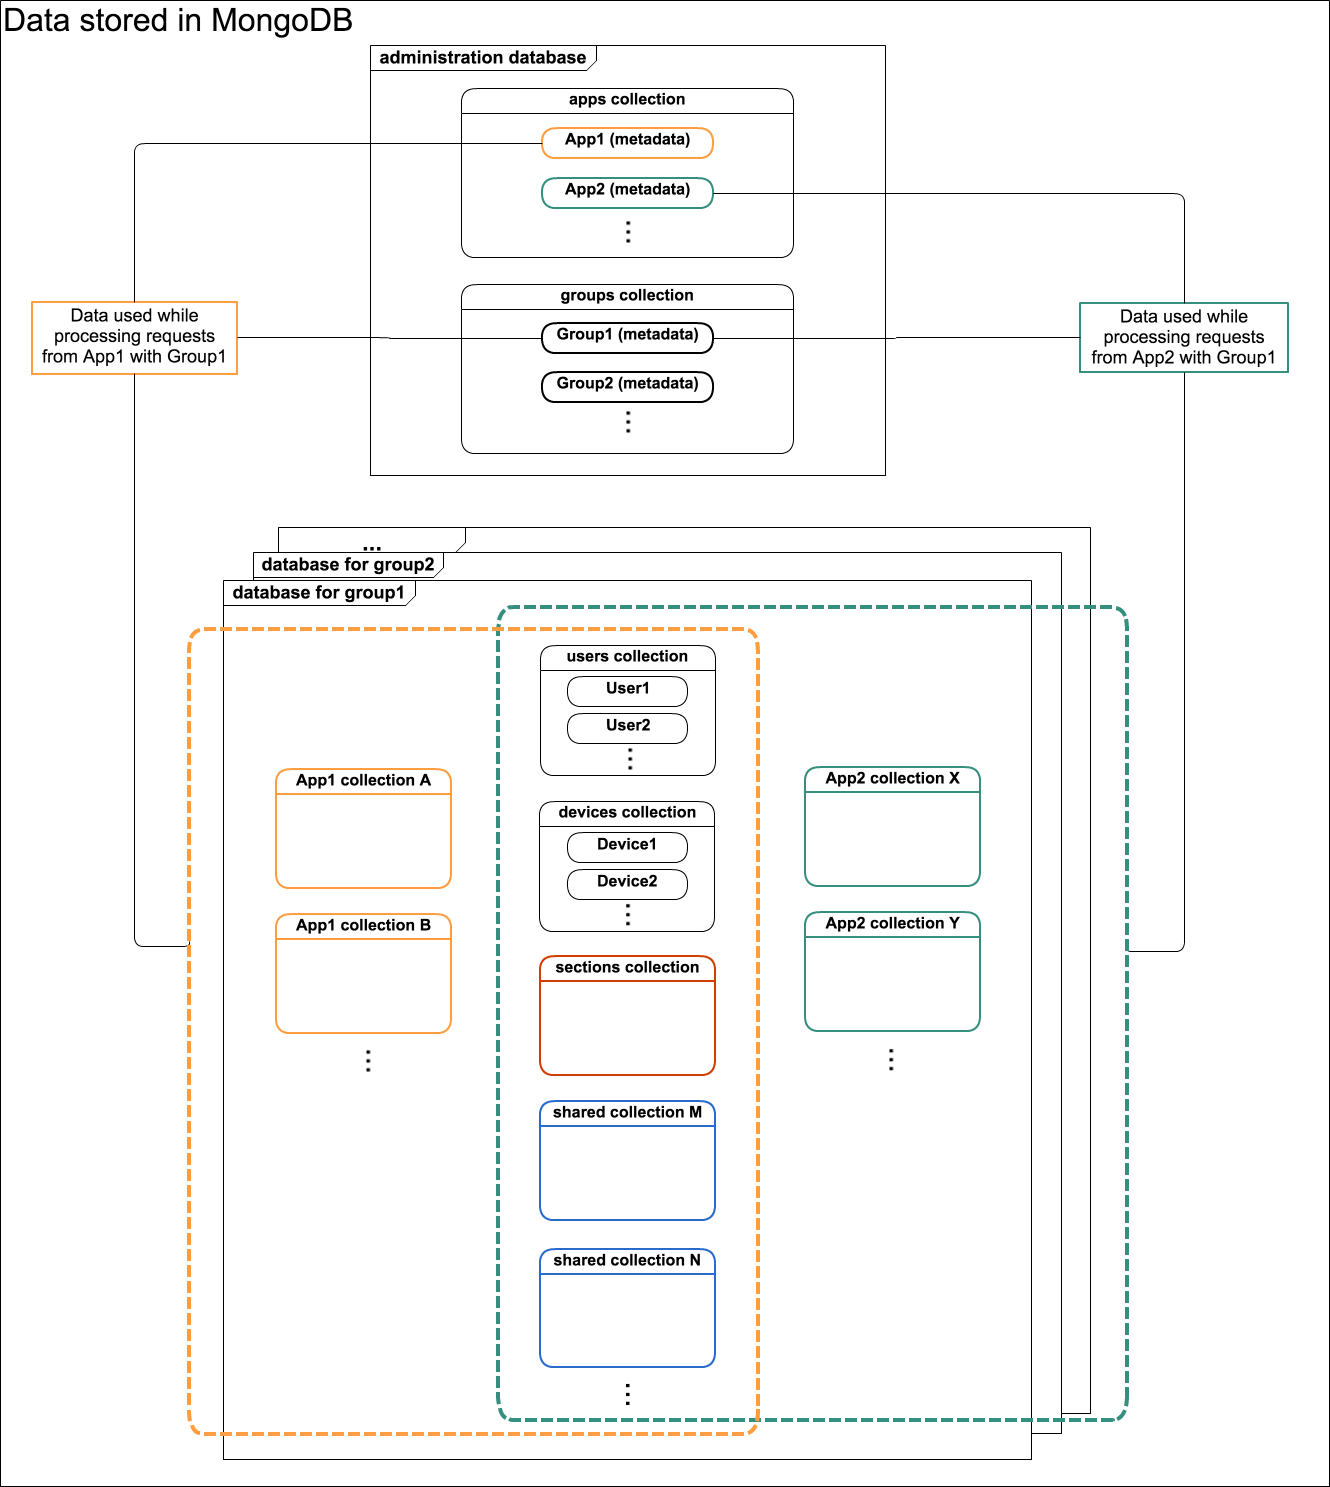 Data stored in MongoDB
administration database
apps collection
App1 (metadata)
App2 (metadata)
groups collection
Group1 (metadata)
Group2 (metadata)
Data used while
processing requests
from App1 with Group1
Data used while
processing requests
from App2 with Group1
...
database for group2
database for group1
users collection
User1
User2
devices collection
Device1
Device2
sections collection
shared collection M
shared collection N
App1 collection A
App1 collection B
App2 collection X
App2 collection Y